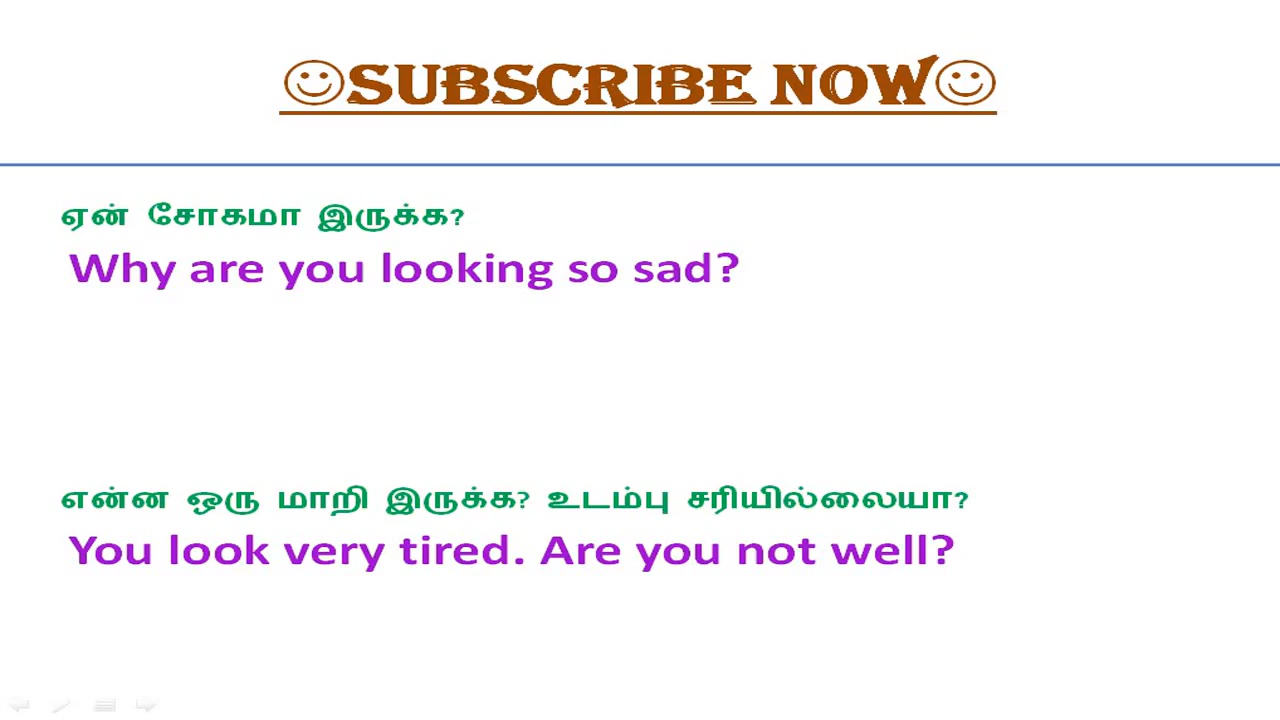 ☺SUBSCRIBE NOW☺
ஏன் சோகமா இருக்க?
Why are you looking so sad?
என்ன ஒரு மாறி இருக்க? உடம்பு சரியில்லையா?
You look very tired. Are you not well?